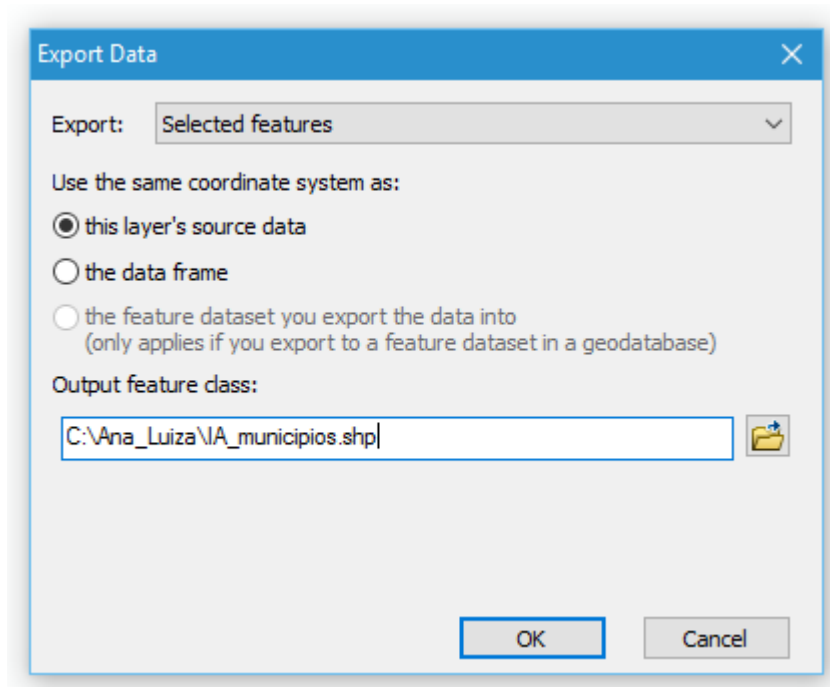 Export Data
Export: Selected features
Use the same coordinate system as:
this layer's source data
the data frame
the feature dataset you export the data into
(only applies if you export to a feature dataset in a geodatabase)
Output feature class:
C:\Ana_Luiza\IA_municipios.shp
OK Cancel